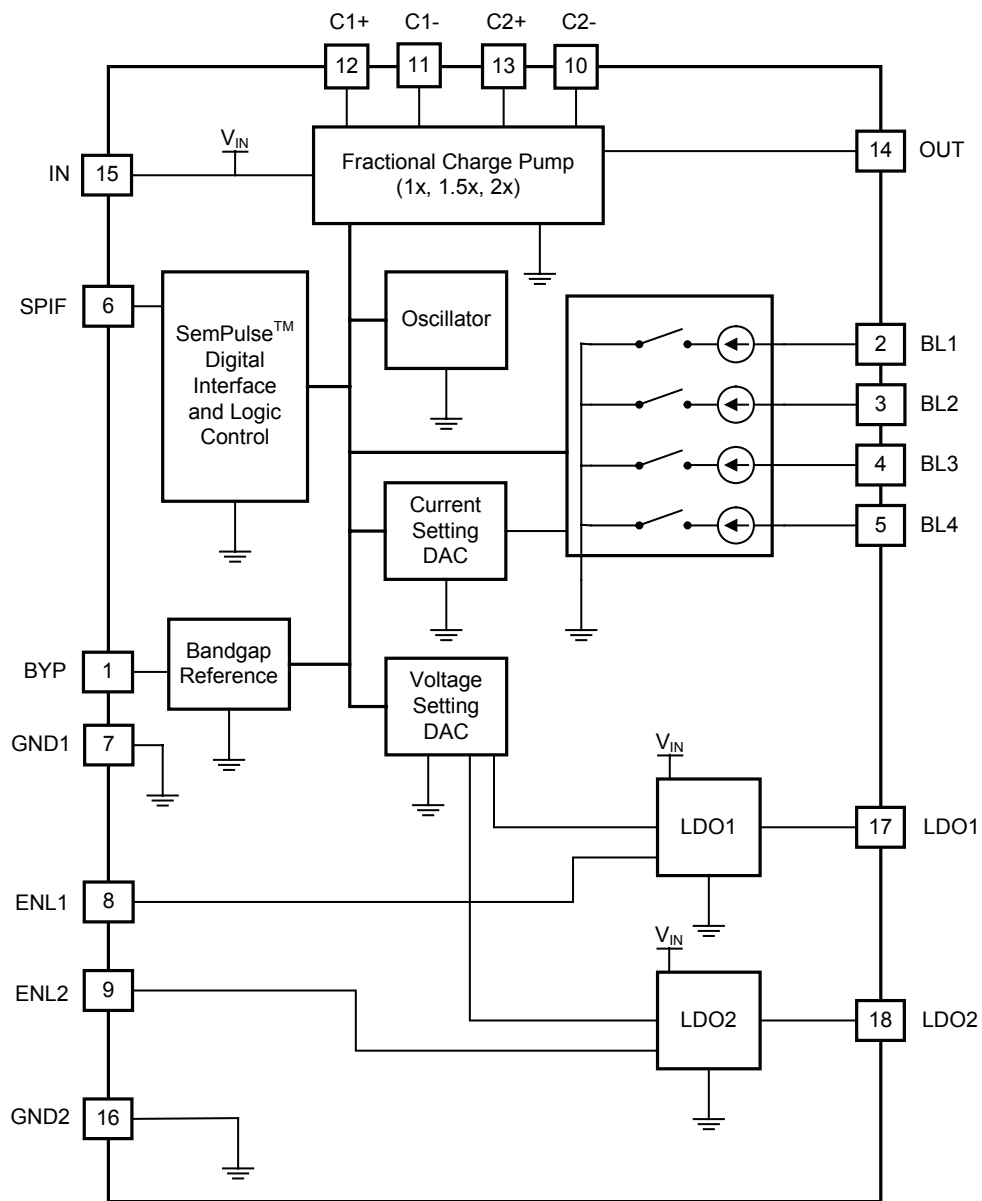 C1+ C1- C2+ C2-
12 11 13 10
VIN
IN 15
Fractional Charge Pump
(1x, 1.5x, 2x)
14 OUT
SPIF 6
SemPulse™
Digital
Interface
and Logic
Control
Oscillator
2 BL1
3 BL2
4 BL3
5 BL4
Current
Setting
DAC
BYP 1
Bandgap
Reference
Voltage
Setting
DAC
GND1 7
VIN
LDO1
17 LDO1
ENL1 8
VIN
ENL2 9
LDO2
18 LDO2
GND2 16